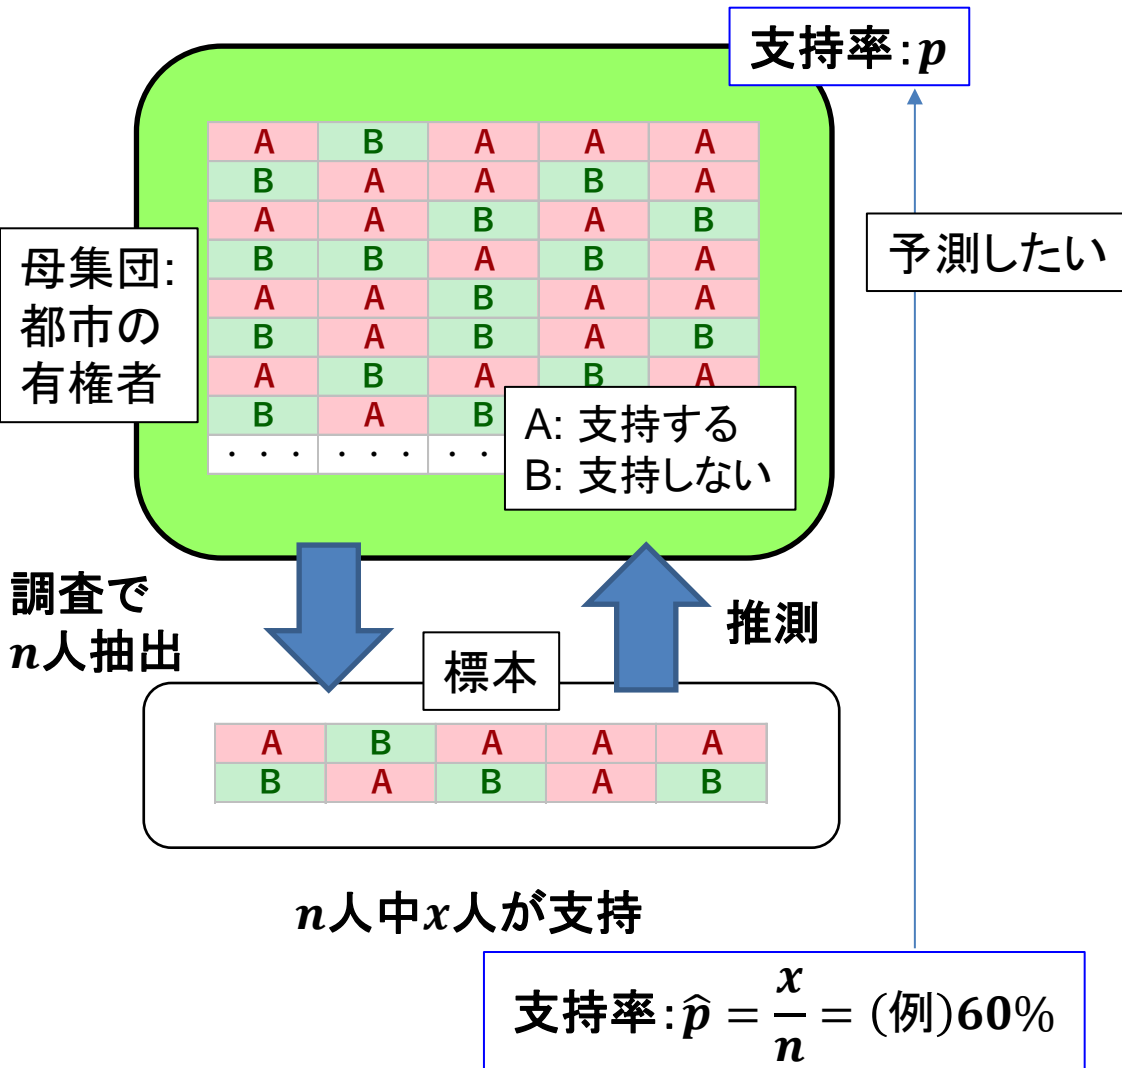 支持率:p
A B A A A
B A A B A
A A B A B
B B A B A
A A B A A
B A B A B
A B A B A
B A B
・・・ ・・・ ・・
母集団:
都市の
有権者
予測したい
A: 支持する
B: 支持しない
調査で
n人抽出
推測
標本
A B A A A
B A B A B
n人中x人が支持
支持率:p̂ = x/n = (例)60%